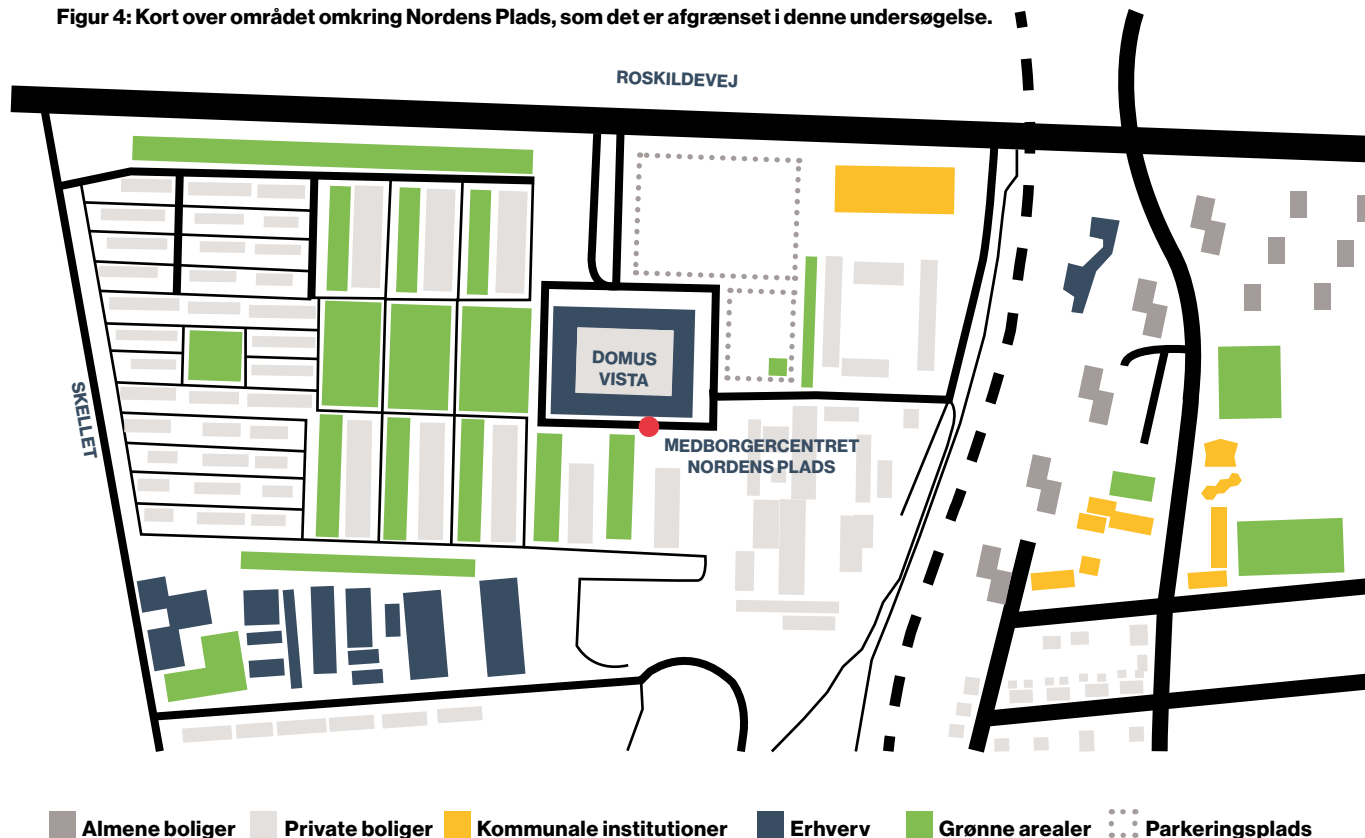 Figur 4: Kort over området omkring Nordens Plads, som det er afgrænset i denne undersøgelse.
ROSKILDEVEJ
SKELLET
DOMUS
VISTA
MEDBORGERCENTRET
NORDENS PLADS
Almene boliger Private boliger Kommunale institutioner Erhverv Grønne arealer Parkeringsplads